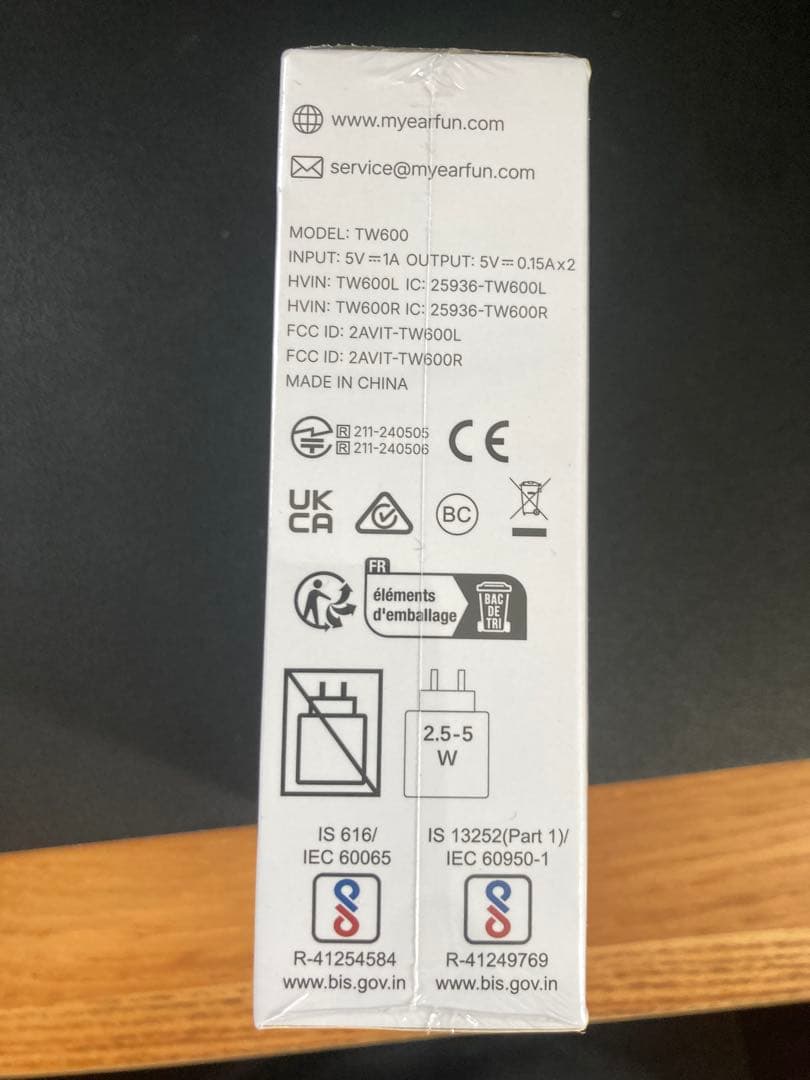 www.myearfun.com
service@myearfun.com
MODEL: TW600
INPUT: 5V⎓1A OUTPUT: 5V⎓0.15Ax2
HVIN: TW600L IC: 25936-TW600L
HVIN: TW600R IC: 25936-TW600R
FCC ID: 2AVIT-TW600L
FCC ID: 2AVIT-TW600R
MADE IN CHINA
R 211-240505
R 211-240506
CE
UK
CA
BC
FR
éléments
d'emballage
BAC
DE
TRI
2.5-5
W
IS 616/
IEC 60065
R-41254584
www.bis.gov.in
IS 13252(Part 1)/
IEC 60950-1
R-41249769
www.bis.gov.in